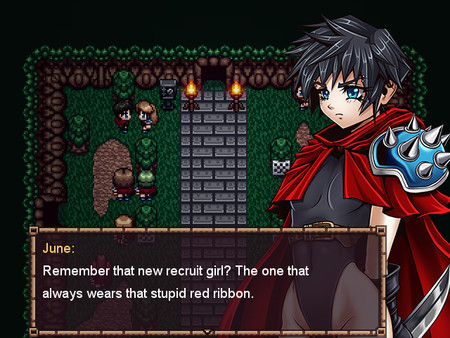 June:
Remember that new recruit girl? The one that
always wears that stupid red ribbon.